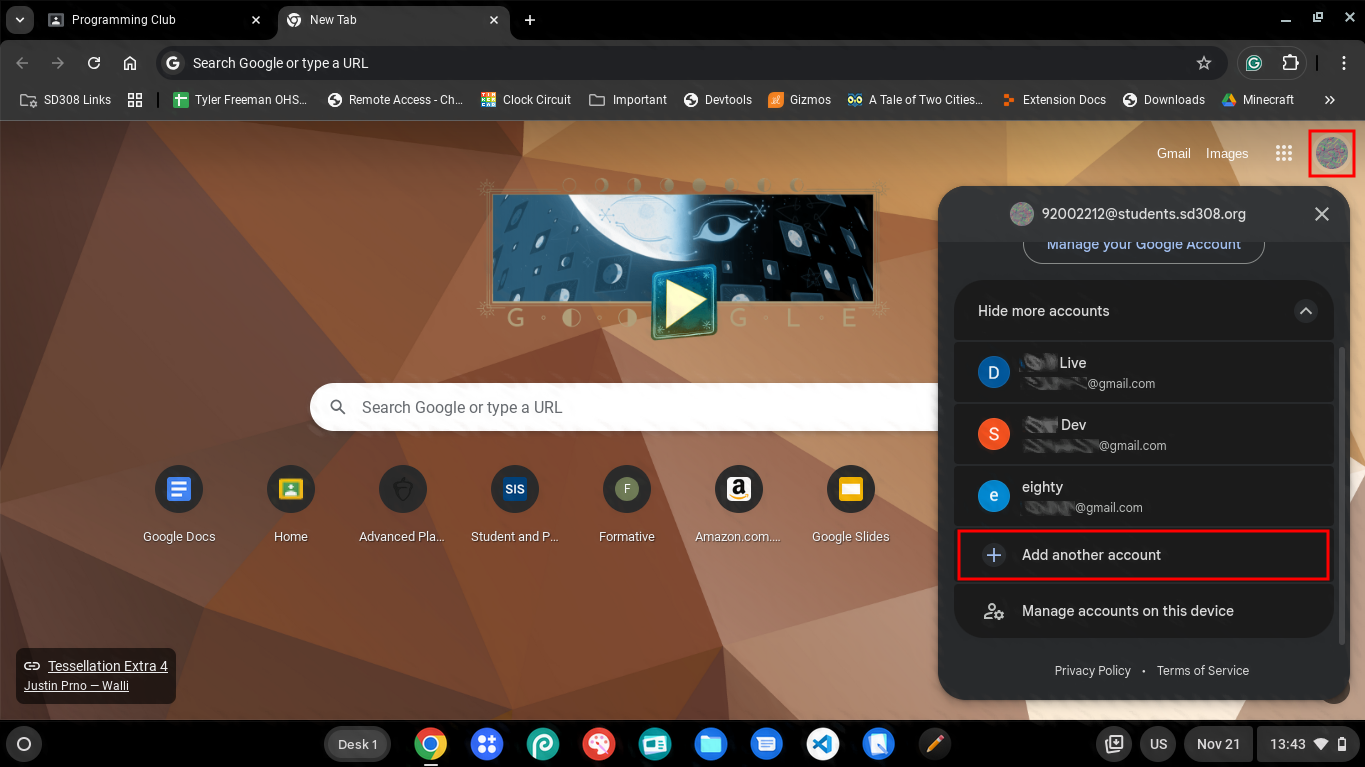 Programming Club
New Tab
Search Google or type a URL
SD308 Links
Tyler Freeman OHS...
Remote Access - Ch...
Clock Circuit
Important
Devtools
Gizmos
A Tale of Two Cities...
Extension Docs
Downloads
Minecraft
Gmail
Images
92002212@students.sd308.org
Manage your Google Account
Hide more accounts
D
Live
@gmail.com
S
Dev
@gmail.com
e
eighty
@gmail.com
Add another account
Manage accounts on this device
Privacy Policy • Terms of Service
G · O · O · G · L · E
Search Google or type a URL
SIS
F
a
Google Docs
Home
Advanced Pla...
Student and P...
Formative
Amazon.com....
Google Slides
Tessellation Extra 4
Justin Prno — Walli
Desk 1
US
Nov 21
13:43